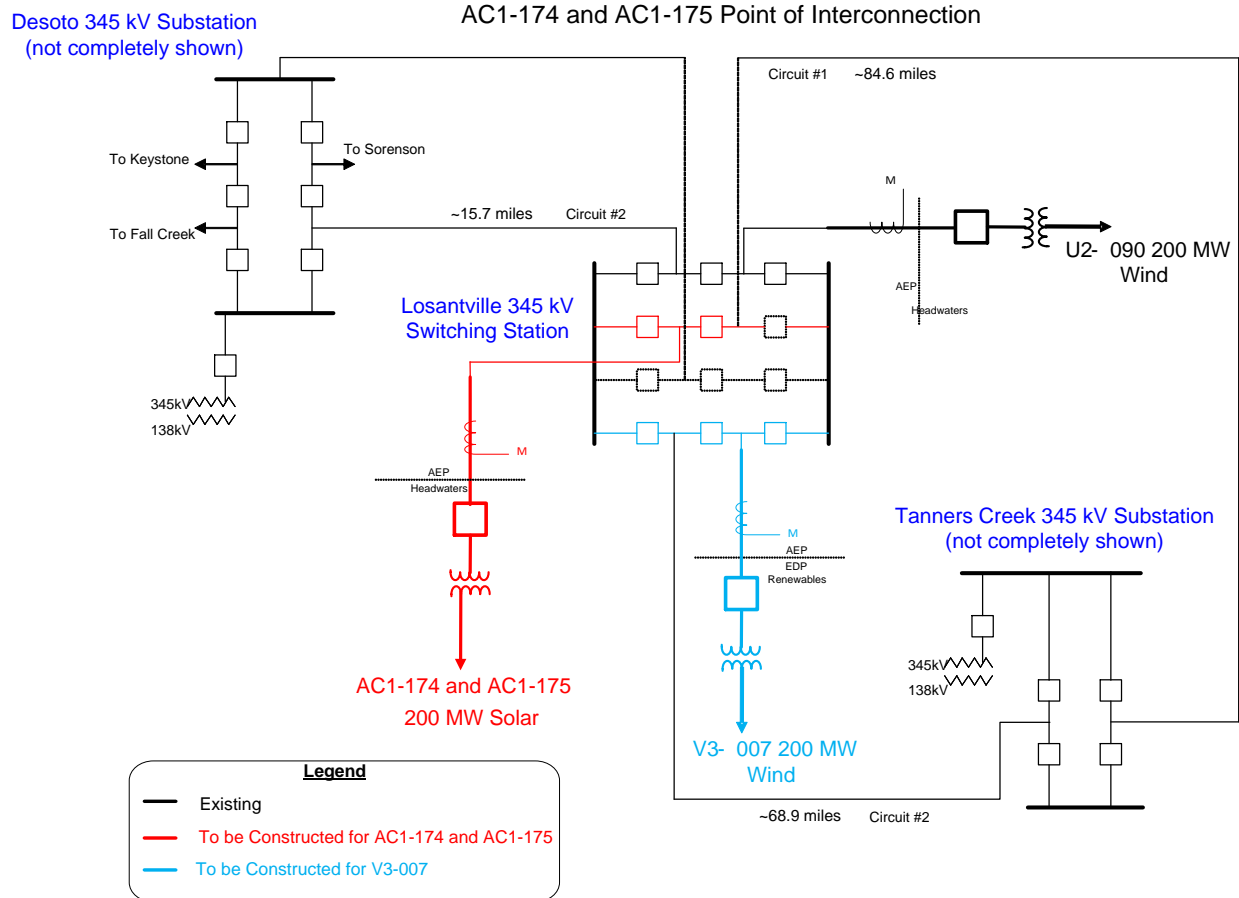 AC1-174 and AC1-175 Point of Interconnection
Desoto 345 kV Substation
(not completely shown)
Circuit #1 ~84.6 miles
To Keystone
To Sorenson
To Fall Creek
~15.7 miles Circuit #2
M
AEP
Headwaters
U2- 090 200 MW
Wind
Losantville 345 kV
Switching Station
345kV
138kV
M
AEP
Headwaters
AC1-174 and AC1-175
200 MW Solar
M
AEP
EDP
Renewables
V3- 007 200 MW
Wind
Tanners Creek 345 kV Substation
(not completely shown)
345kV
138kV
~68.9 miles Circuit #2
Legend
Existing
To be Constructed for AC1-174 and AC1-175
To be Constructed for V3-007